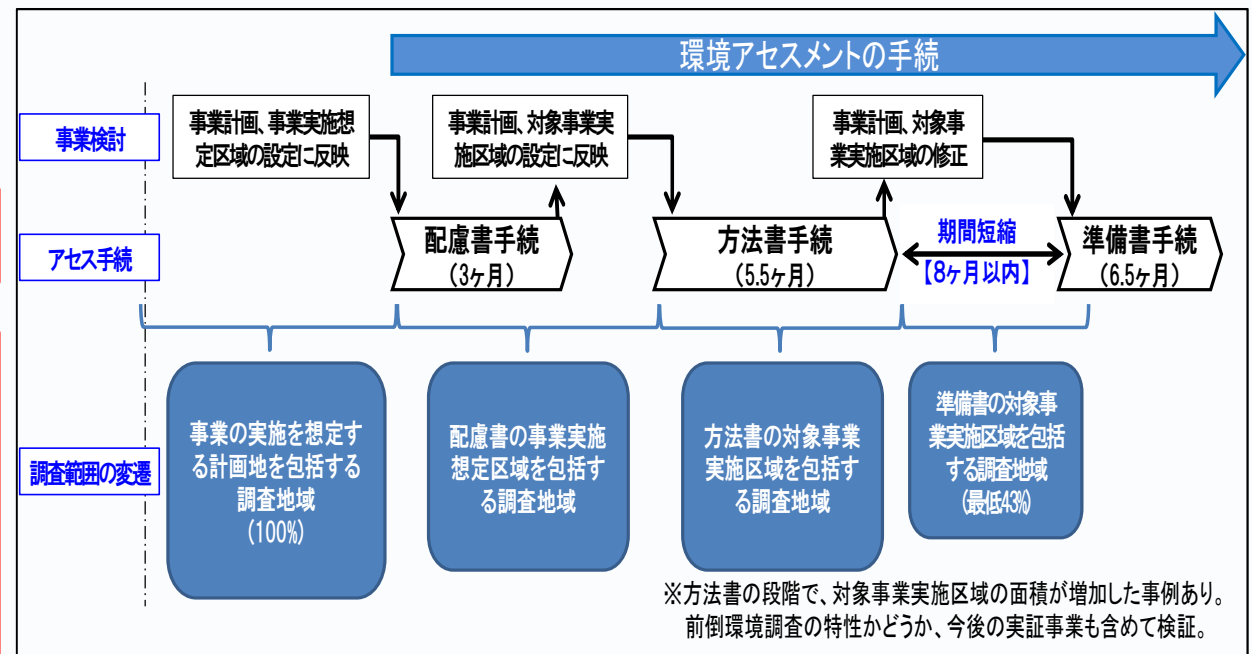 環境アセスメントの手続
事業検討
事業計画、事業実施想
定区域の設定に反映
事業計画、対象事業実
施区域の設定に反映
事業計画、対象事
業実施区域の修正
アセス手続
配慮書手続
(3ヶ月)
方法書手続
(5.5ヶ月)
期間短縮
【8ヶ月以内】
準備書手続
(6.5ヶ月)
調査範囲の変遷
事業の実施を想定す
る計画地を包括する
調査地域
(100%)
配慮書の事業実施
想定区域を包括す
る調査地域
方法書の対象事業
実施区域を包括す
る調査地域
準備書の対象事
業実施区域を包括
する調査地域
(最低43%)
※方法書の段階で、対象事業実施区域の面積が増加した事例あり。
前倒環境調査の特性かどうか、今後の実証事業も含めて検証。